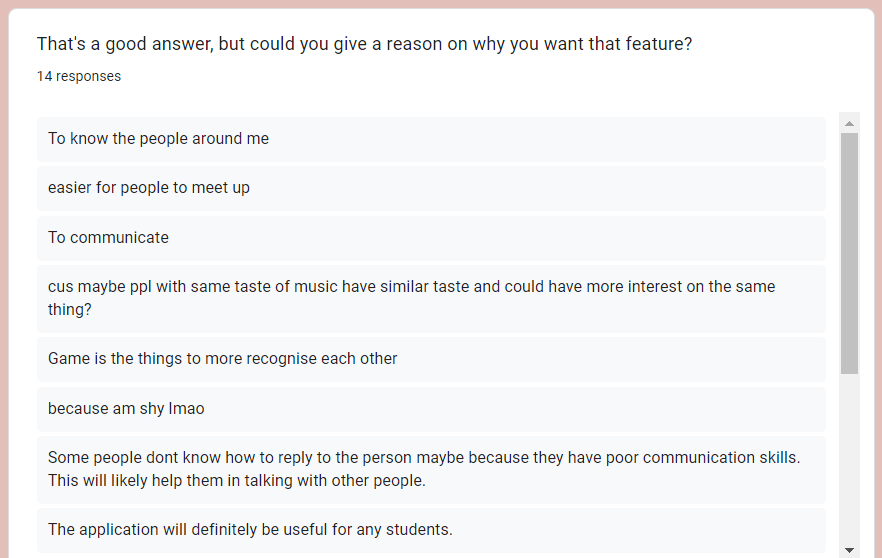 That's a good answer, but could you give a reason on why you want that feature?
14 responses
To know the people around me
easier for people to meet up
To communicate
cus maybe ppl with same taste of music have similar taste and could have more interest on the same
thing?
Game is the things to more recognise each other
because am shy lmao
Some people dont know how to reply to the person maybe because they have poor communication skills.
This will likely help them in talking with other people.
The application will definitely be useful for any students.